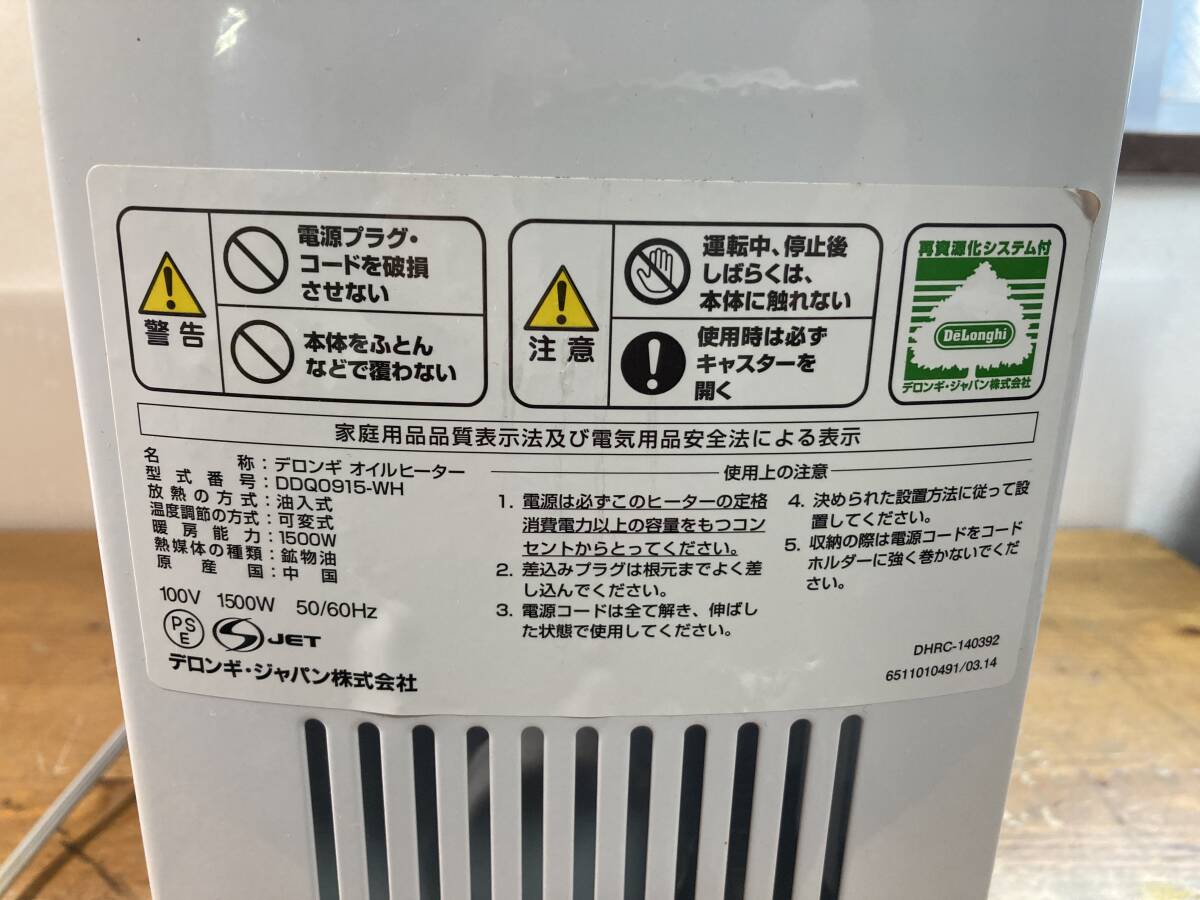 警告
電源プラグ・
コードを破損
させない
本体をふとん
などで覆わない
注意
運転中、停止後
しばらくは、
本体に触れない
使用時は必ず
キャスターを
開く
再資源化システム付
DeLonghi
デロンギ・ジャパン株式会社
家庭用品品質表示法及び電気用品安全法による表示
名称：デロンギ オイルヒーター
型式番号：DDQ0915-WH
放熱の方式：油入式
温度調節の方式：可変式
暖房能力：1500W
熱媒体の種類：鉱物油
原産国：中国
100V 1500W 50/60Hz
PSE
JET
デロンギ・ジャパン株式会社
使用上の注意
1. 電源は必ずこのヒーターの定格
消費電力以上の容量をもつコン
セントからとってください。
2. 差込みプラグは根元までよく差
し込んでください。
3. 電源コードは全て解き、伸ばし
た状態で使用してください。
4. 決められた設置方法に従って設
置してください。
5. 収納の際は電源コードをコード
ホルダーに強く巻かないでくだ
さい。
DHRC-140392
6511010491/03.14